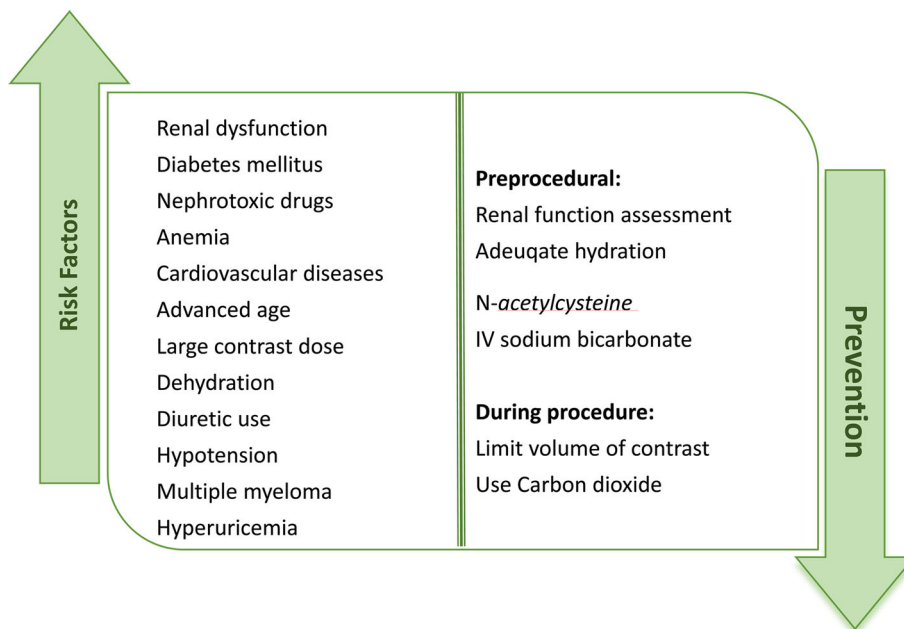 Risk Factors
Renal dysfunction
Diabetes mellitus
Nephrotoxic drugs
Anemia
Cardiovascular diseases
Advanced age
Large contrast dose
Dehydration
Diuretic use
Hypotension
Multiple myeloma
Hyperuricemia
Preprocedural:
Renal function assessment
Adeuqate hydration
N-acetylcysteine
IV sodium bicarbonate
During procedure:
Limit volume of contrast
Use Carbon dioxide
Prevention